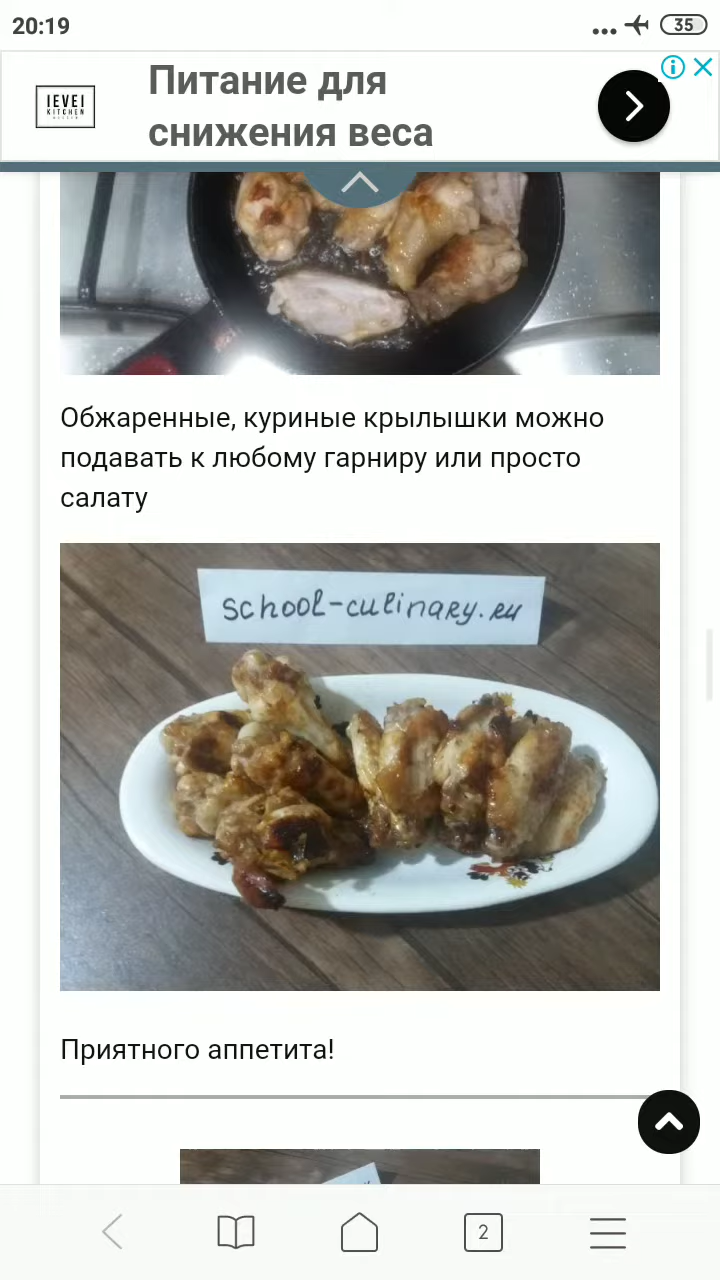 20:19
35
Питание для
снижения веса
KITCHEN
Обжаренные, куриные крылышки можно
подавать к любому гарниру или просто
салату
school-culinary.ru
Приятного аппетита!
2